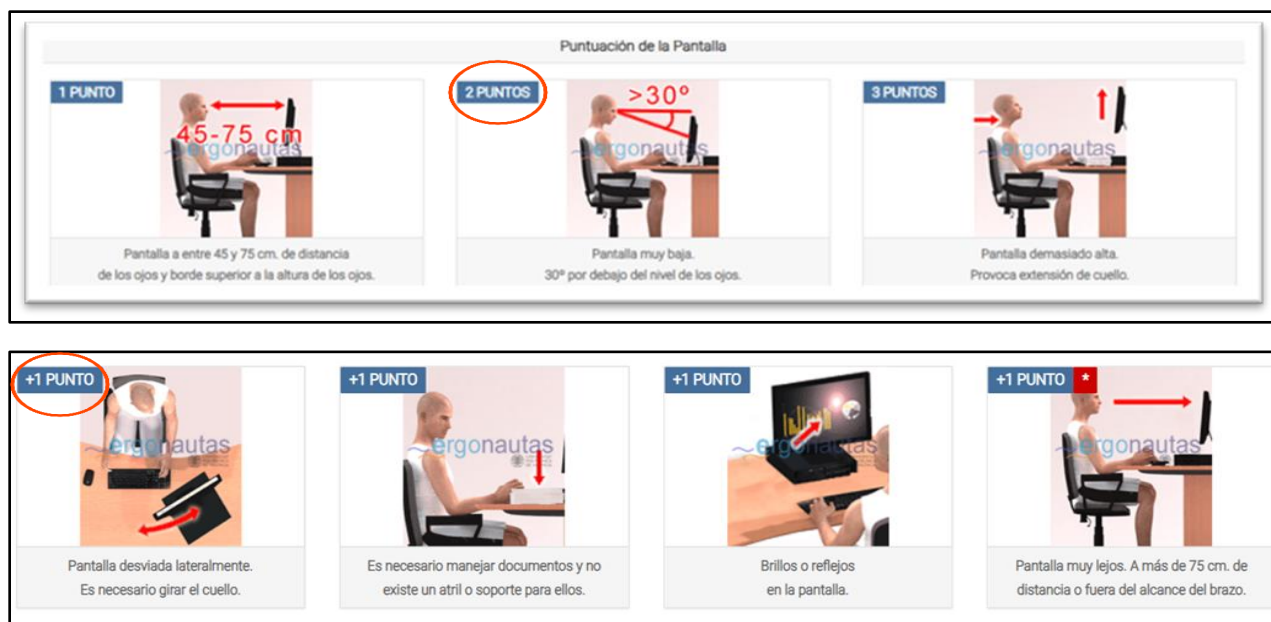 Puntuación de la Pantalla
1 PUNTO
45-75 cm
ergonautas
Pantalla a entre 45 y 75 cm. de distancia
de los ojos y borde superior a la altura de los ojos.
2 PUNTOS
>30º
ergonautas
Pantalla muy baja.
30º por debajo del nivel de los ojos.
3 PUNTOS
ergonautas
Pantalla demasiado alta.
Provoca extensión de cuello.
+1 PUNTO
ergonautas
Pantalla desviada lateralmente.
Es necesario girar el cuello.
+1 PUNTO
ergonautas
Es necesario manejar documentos y no
existe un atril o soporte para ellos.
+1 PUNTO
ergonautas
Brillos o reflejos
en la pantalla.
+1 PUNTO *
ergonautas
Pantalla muy lejos. A más de 75 cm. de
distancia o fuera del alcance del brazo.